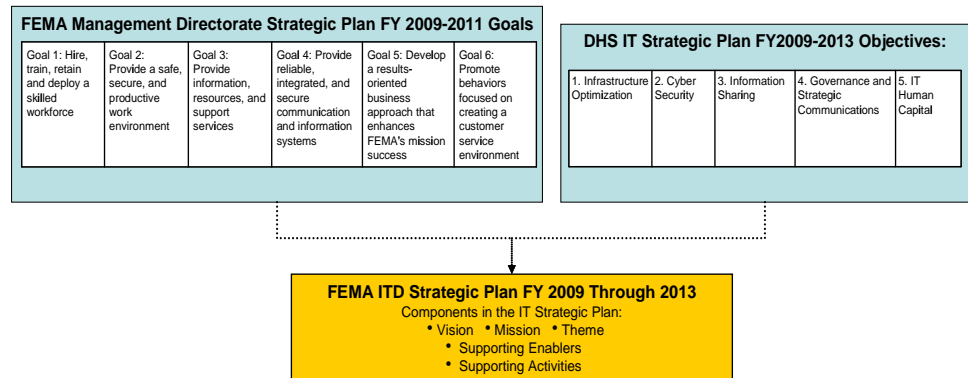 FEMA Management Directorate Strategic Plan FY 2009-2011 Goals
Goal 1: Hire,
train, retain
and deploy a
skilled
workforce
Goal 2:
Provide a safe,
secure, and
productive
work
environment
Goal 3:
Provide
information,
resources, and
support
services
Goal 4: Provide
reliable,
integrated, and
secure
communication
and information
systems
Goal 5: Develop
a results-
oriented
business
approach that
enhances
FEMA's mission
success
Goal 6:
Promote
behaviors
focused on
creating a
customer
service
environment
DHS IT Strategic Plan FY2009-2013 Objectives:
1. Infrastructure
Optimization
2. Cyber
Security
3. Information
Sharing
4. Governance and
Strategic
Communications
5. IT
Human
Capital
FEMA ITD Strategic Plan FY 2009 Through 2013
Components in the IT Strategic Plan:
• Vision • Mission • Theme
• Supporting Enablers
• Supporting Activities